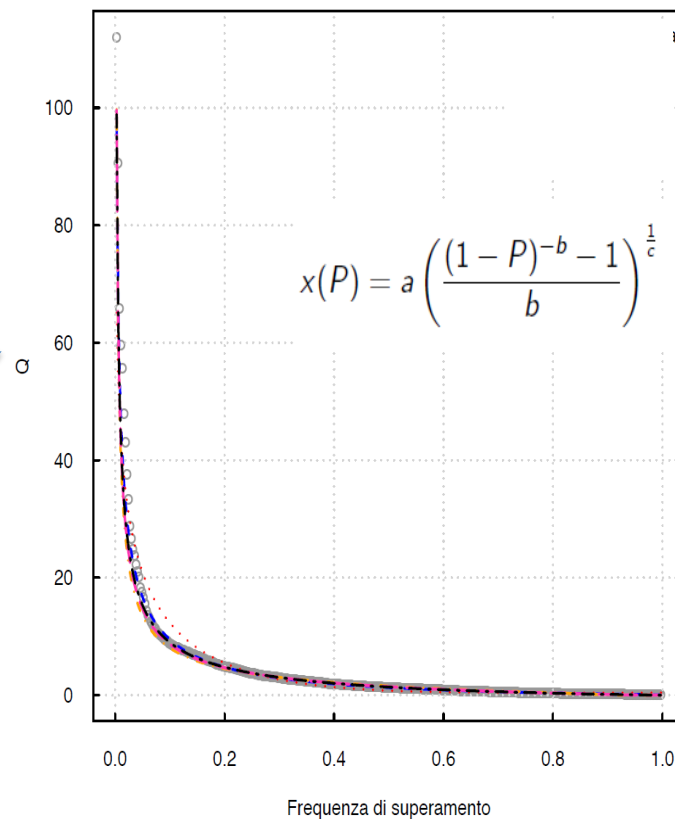 100
80
60
40
20
0
Q
x(P) = a ( ((1 − P)^{−b} − 1) / b )^{1/c}
0.0 0.2 0.4 0.6 0.8 1.0
Frequenza di superamento